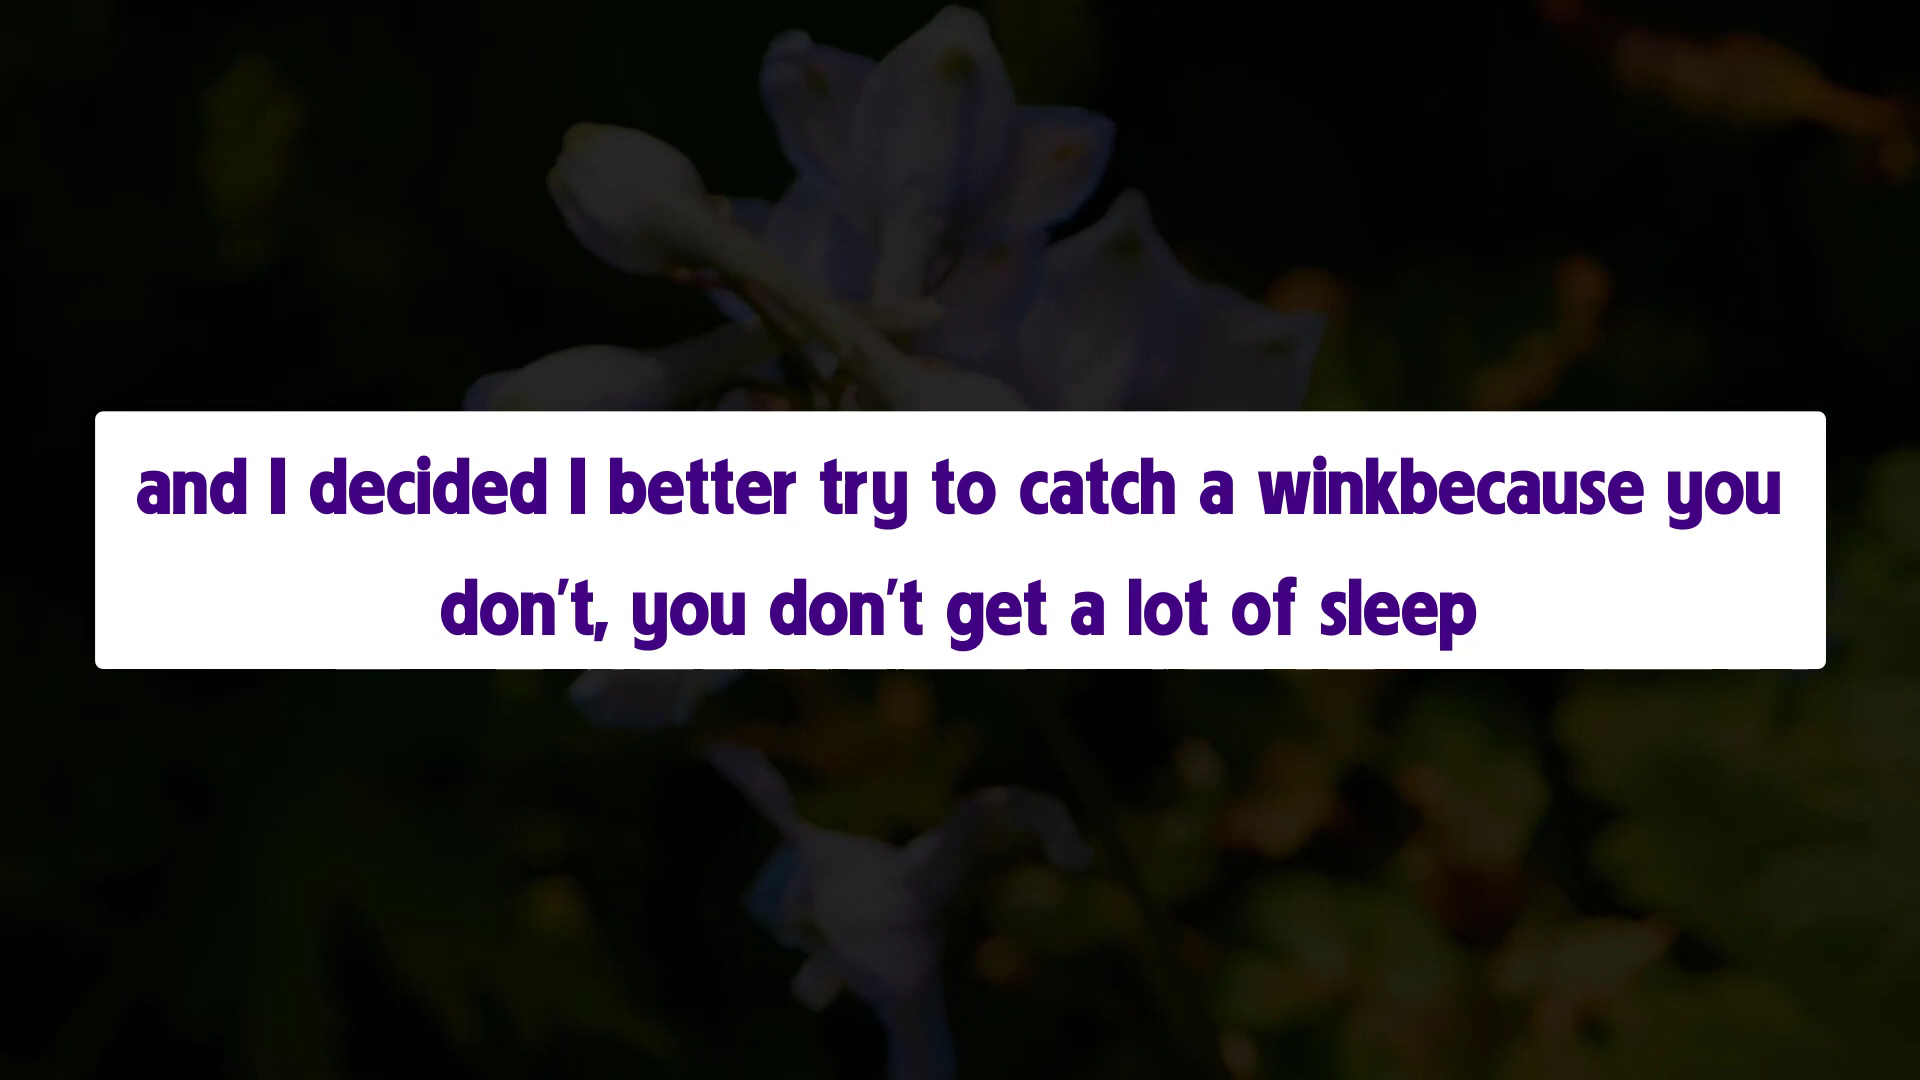 and I decided I better try to catch a winkbecause you
don't, you don't get a lot of sleep